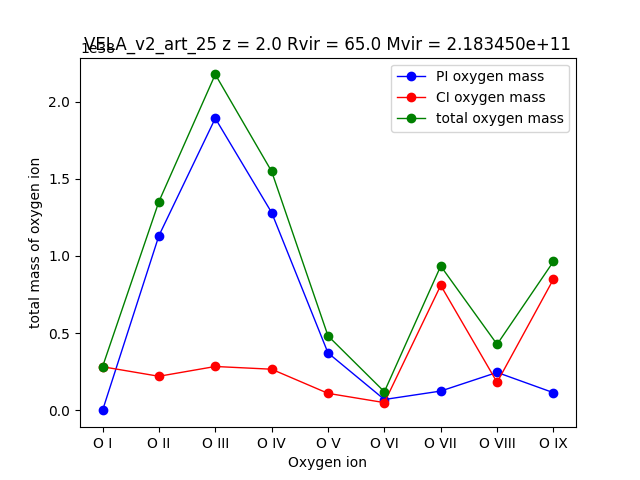 VELA_v2_art_25 z = 2.0 Rvir = 65.0 Mvir = 2.183450e+11
1e38
PI oxygen mass
CI oxygen mass
total oxygen mass
total mass of oxygen ion
2.0
1.5
1.0
0.5
0.0
O I O II O III O IV O V O VI O VII O VIII O IX
Oxygen ion